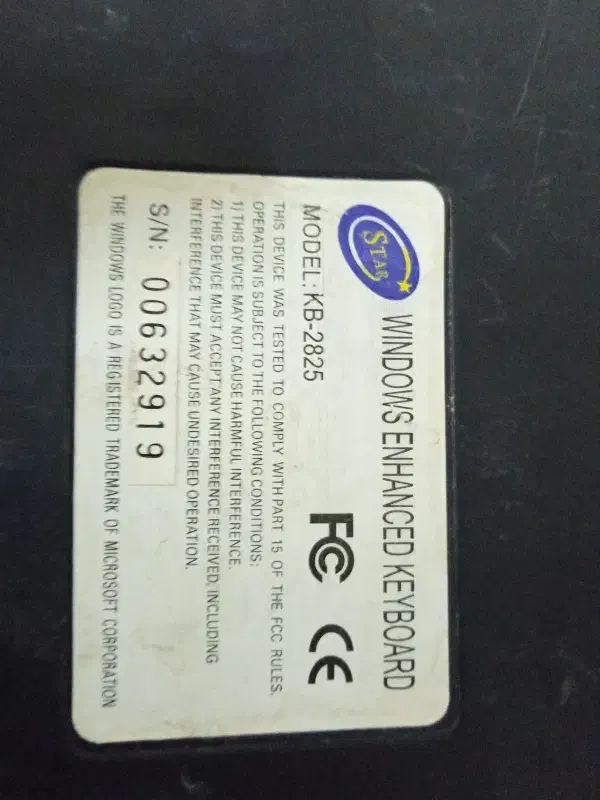 STAR
WINDOWS ENHANCED KEYBOARD
MODEL: KB-2825
FC CE
THIS DEVICE WAS TESTED TO COMPLY WITH PART 15 OF THE FCC RULES.
OPERATION IS SUBJECT TO THE FOLLOWING CONDITIONS:
1) THIS DEVICE MAY NOT CAUSE HARMFUL INTERFERENCE.
2) THIS DEVICE MUST ACCEPT ANY INTERFERENCE RECEIVED, INCLUDING
INTERFERENCE THAT MAY CAUSE UNDESIRED OPERATION.
S/N: 00632919
THE WINDOWS LOGO IS A REGISTERED TRADEMARK OF MICROSOFT CORPORATION